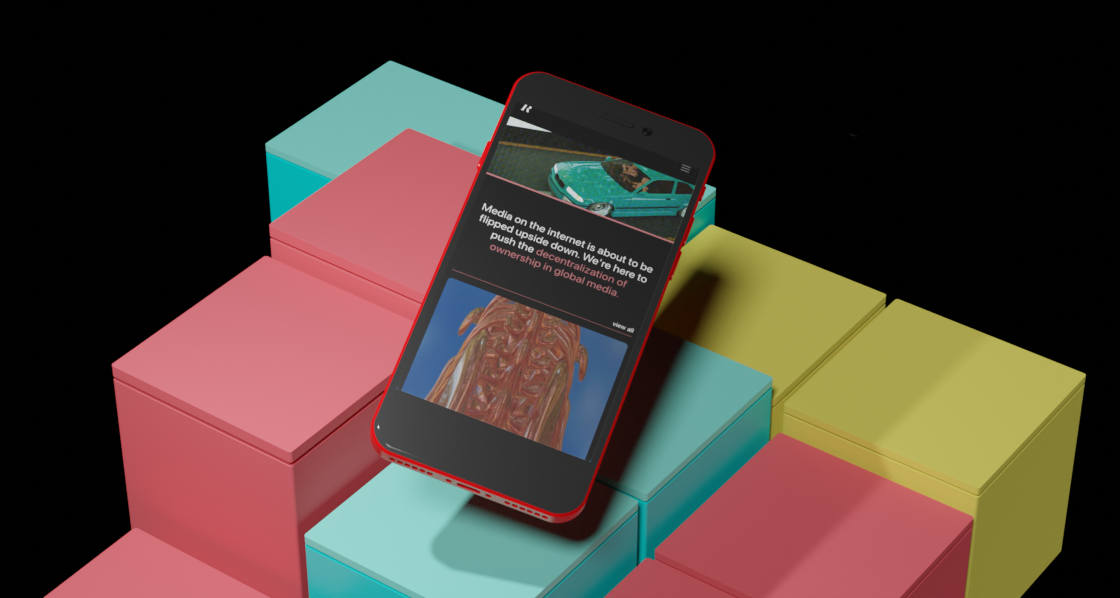 Media on the internet is about to be
flipped upside down. We're here to
push the decentralization of
ownership in global media.
view all